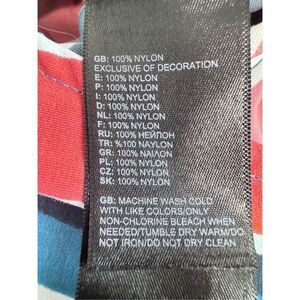 GB: 100% NYLON
EXCLUSIVE OF DECORATION
E: 100% NYLON
P: 100% NYLON
I: 100% NYLON
D: 100% NYLON
NL: 100% NYLON
F: 100% NYLON
RU: 100% НЕЙЛОН
TR: %100 NAYLON
GR: 100% ΝΑΙΛΟΝ
PL: 100% NYLON
CZ: 100% NYLON
SK: 100% NYLON
GB: MACHINE WASH COLD
WITH LIKE COLORS/ONLY
NON-CHLORINE BLEACH WHEN
NEEDED/TUMBLE DRY WARM/DO
NOT IRON/DO NOT DRY CLEAN